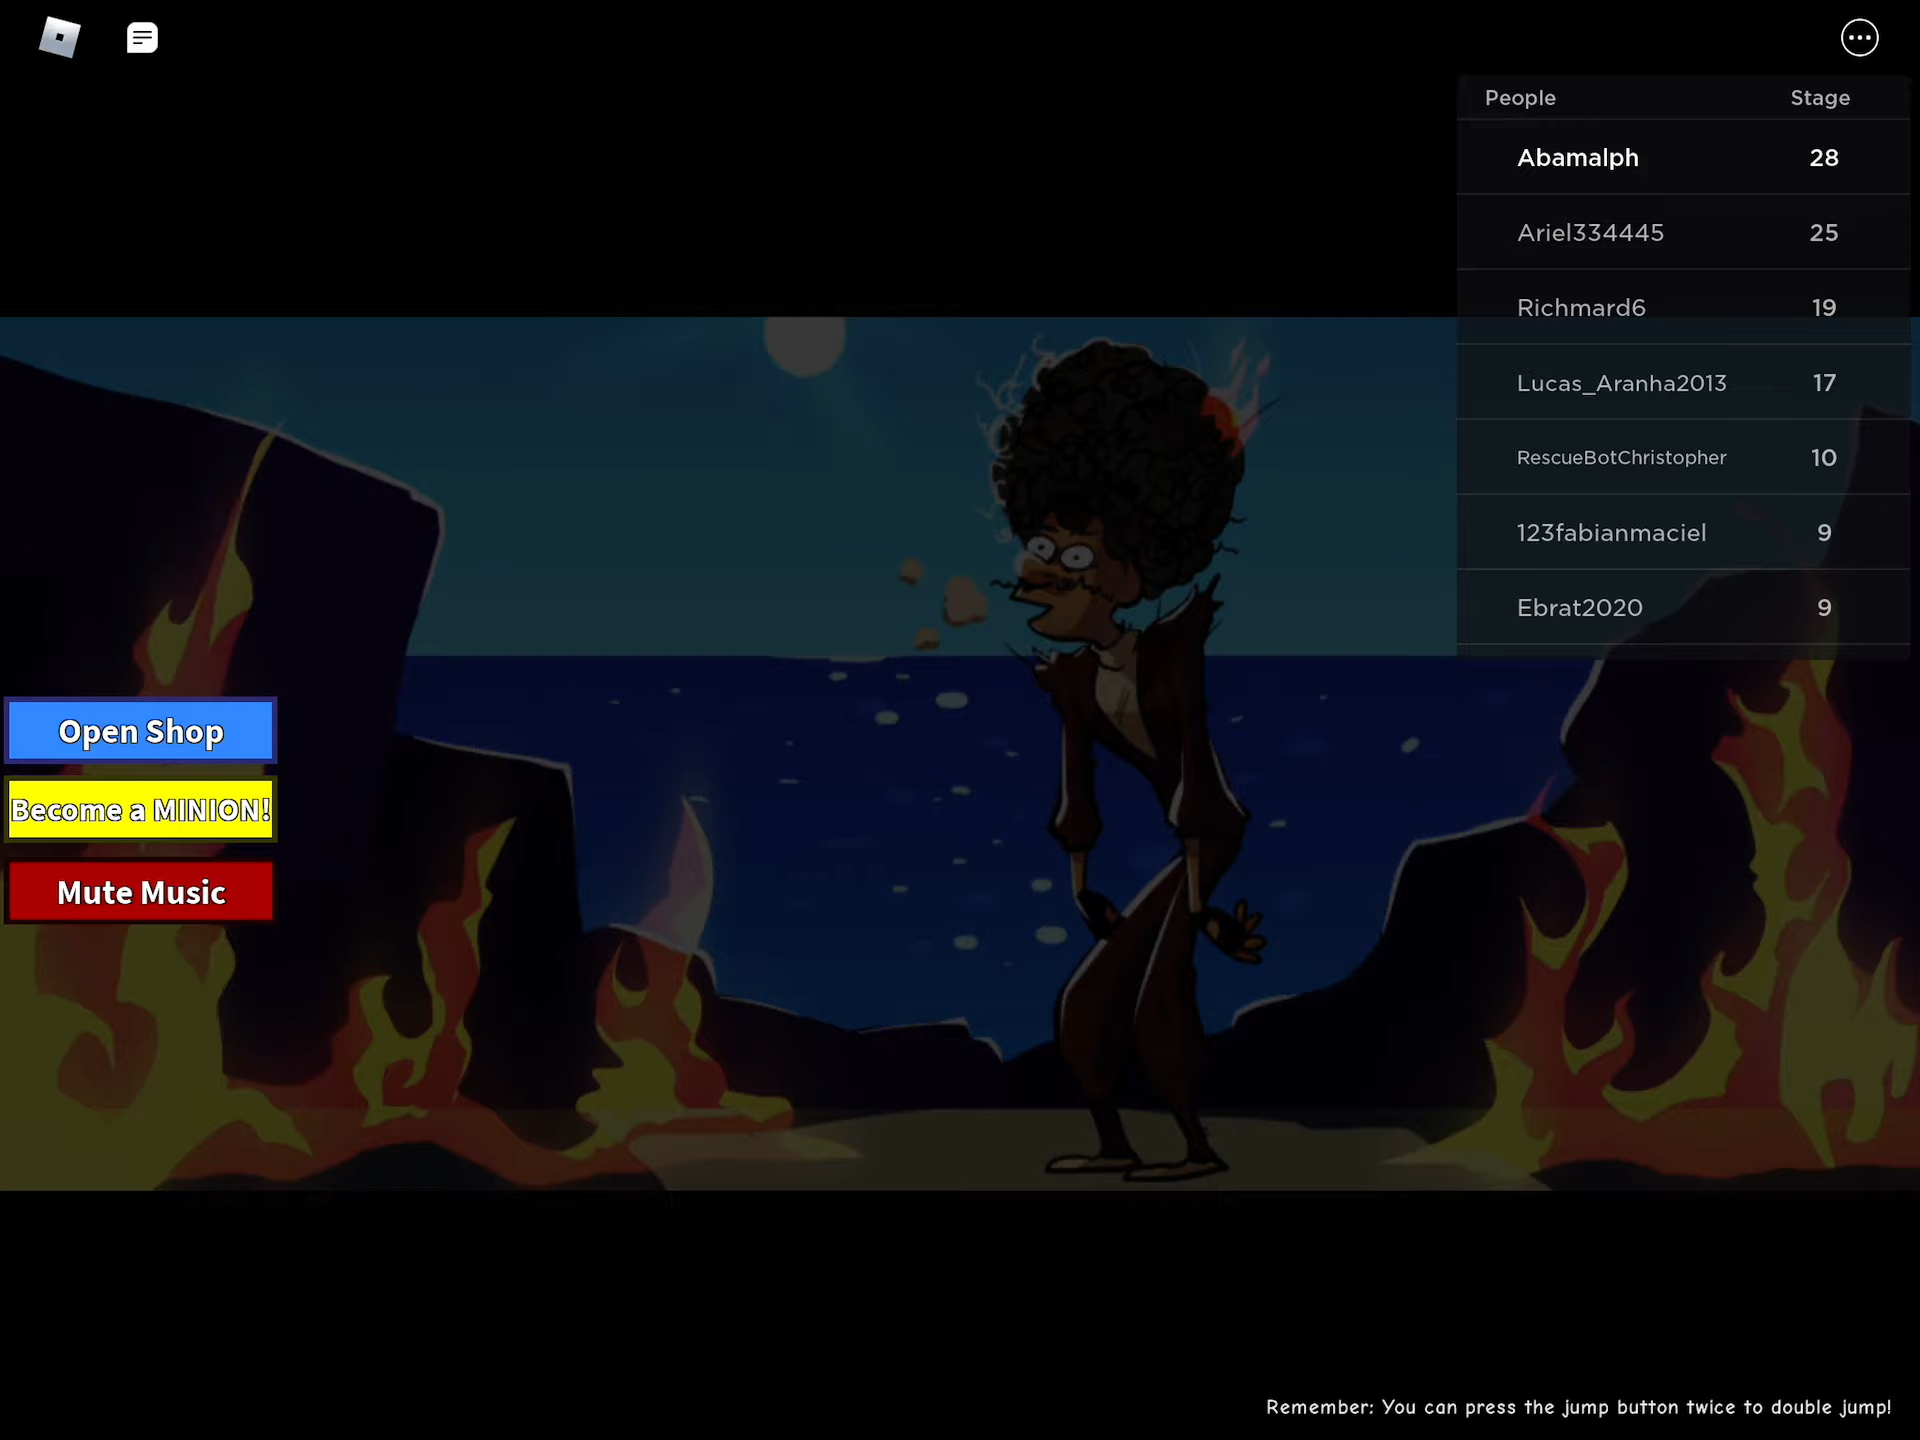 People Stage
Abamalph 28
Ariel334445 25
Richmard6 19
Lucas_Aranha2013 17
RescueBotChristopher 10
123fabianmaciel 9
Ebrat2020 9
Open Shop
Become a MINION!
Mute Music
Remember: You can press the jump button twice to double jump!